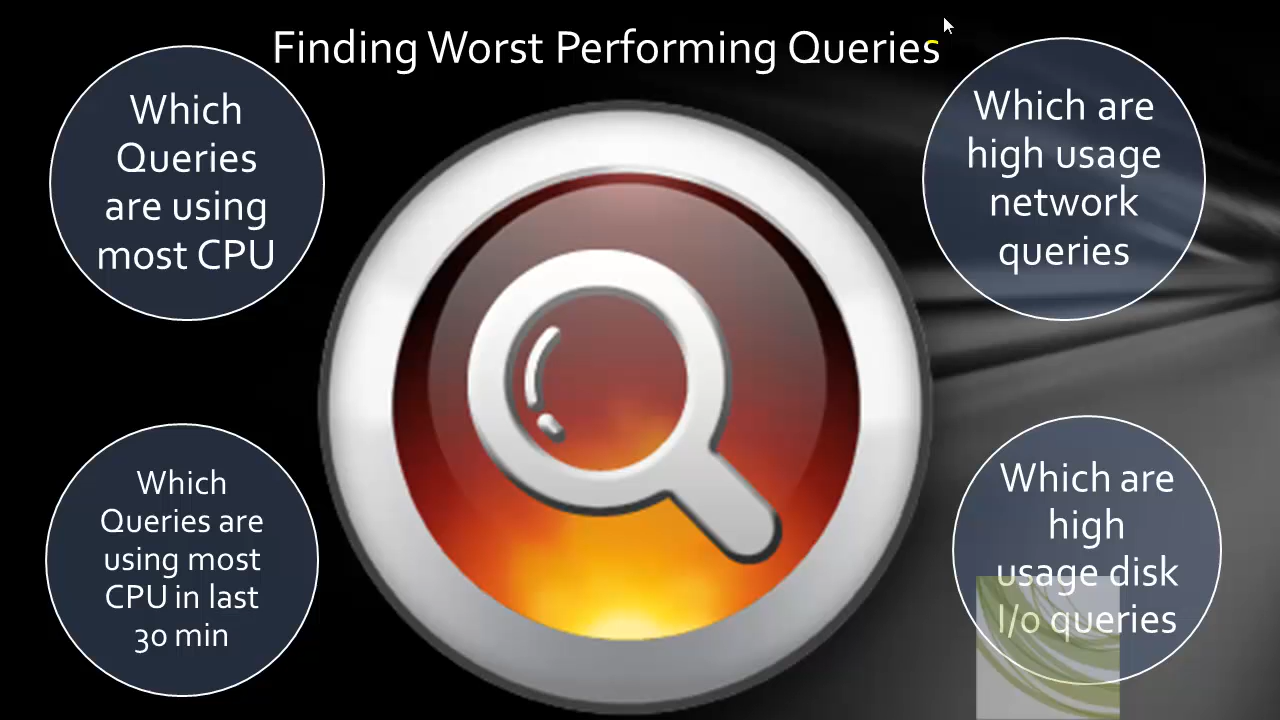 Finding Worst Performing Queries
Which
Queries
are using
most CPU
Which are
high usage
network
queries
Which
Queries are
using most
CPU in last
30 min
Which are
high
usage disk
I/o queries